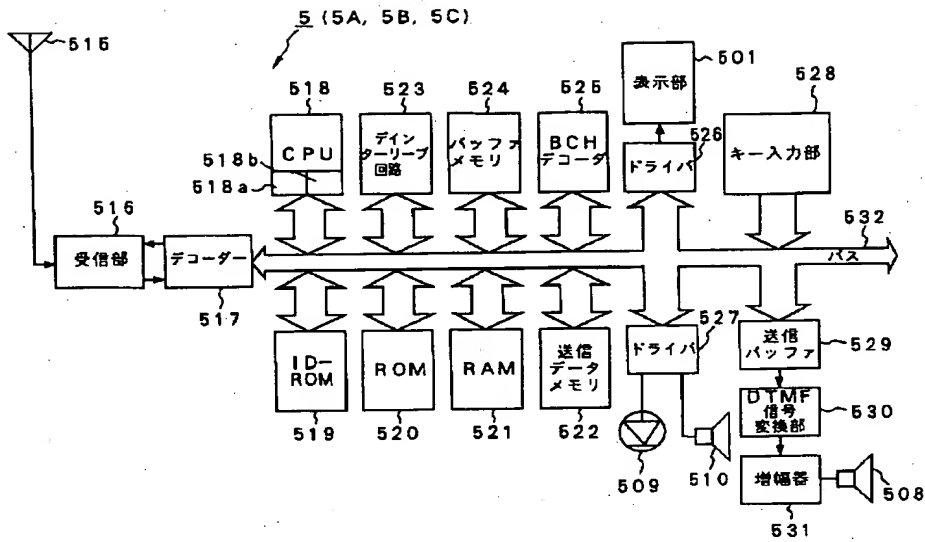 5 (5A, 5B, 5C)
515
501
表示部
528
キー入力部
518
523
524
525
526
CPU
518b
518a
デイン
ターリーブ
回路
バッファ
メモリ
BCH
デコーダ
ドライバ
516
受信部
デコーダー
517
532
バス
ID-
ROM
519
ROM
520
RAM
521
送信
データ
メモリ
522
527
ドライバ
509
510
送信
バッファ
529
DTMF
信号
変換部
530
増幅器
531
508